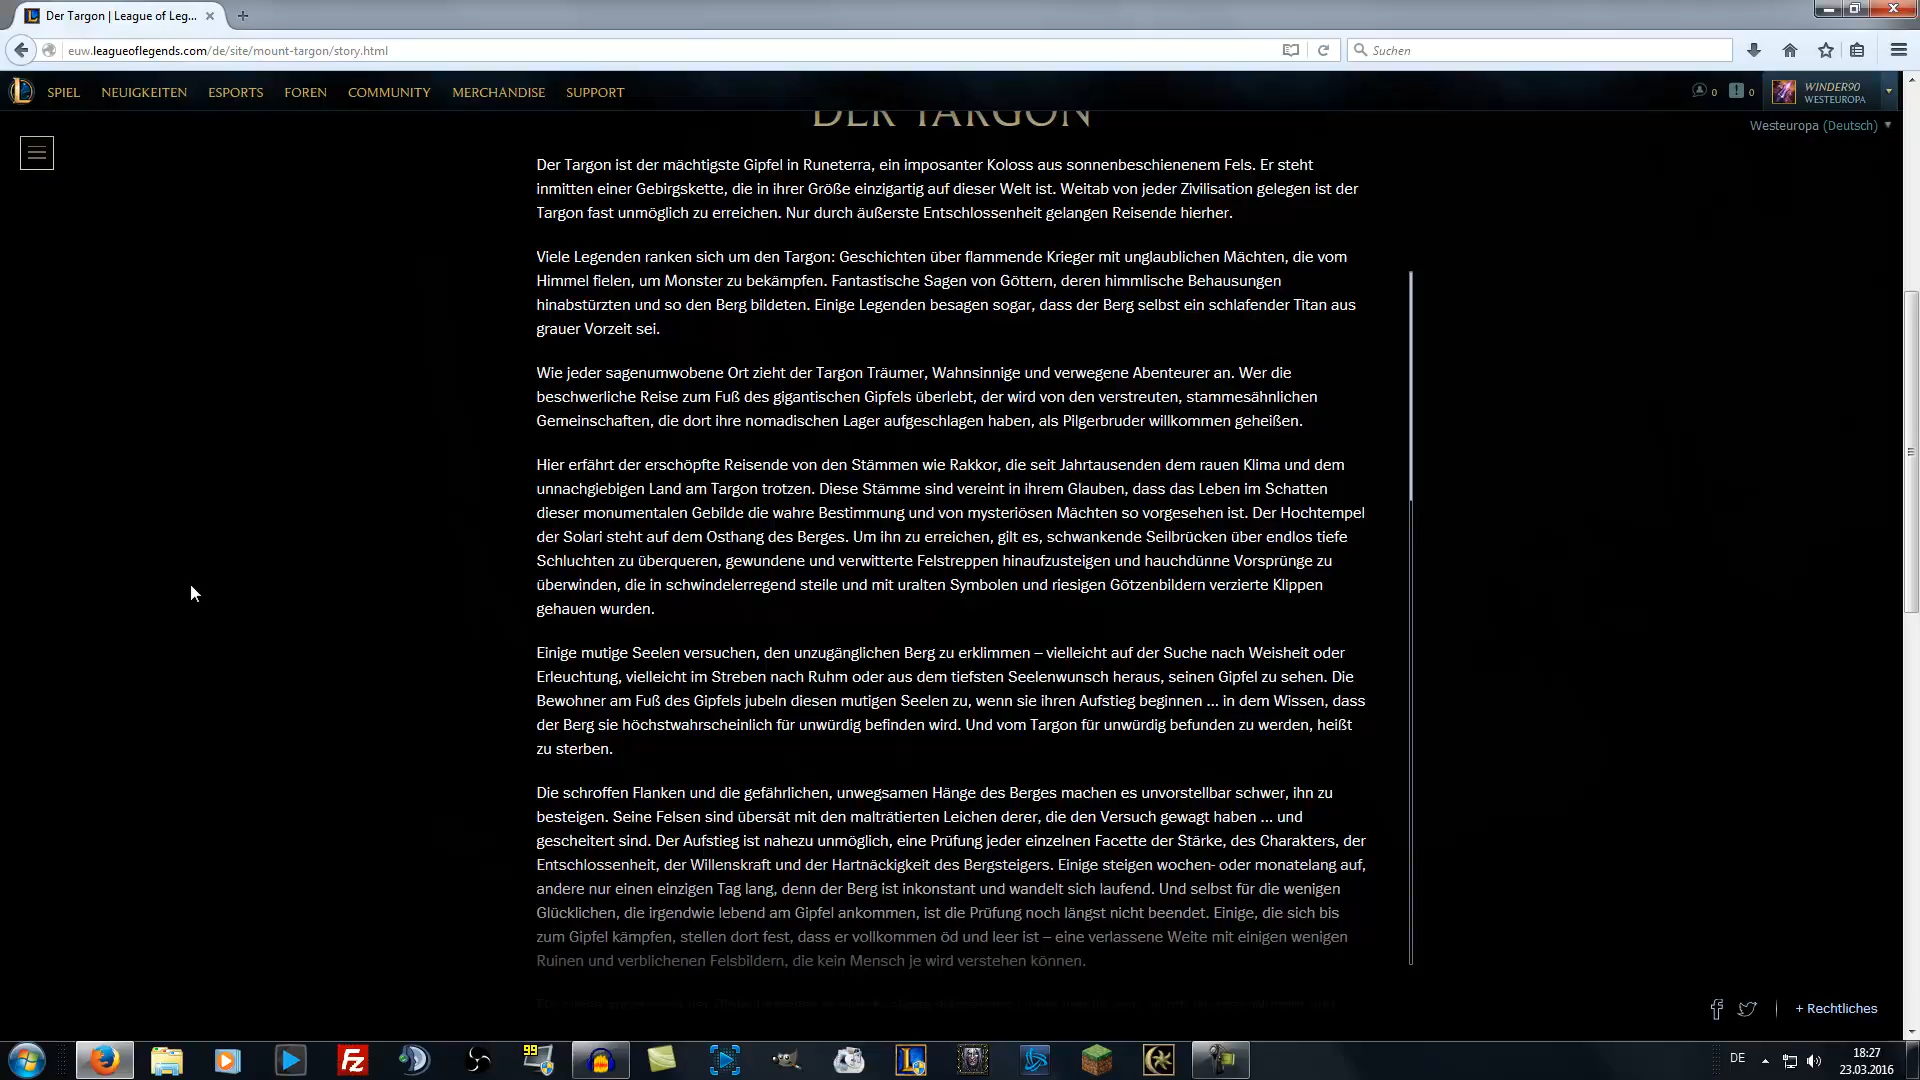 Der Targon | League of Leg...
euw.leagueoflegends.com/de/site/mount-targon/story.html
Suchen
SPIEL
NEUIGKEITEN
ESPORTS
FOREN
COMMUNITY
MERCHANDISE
SUPPORT
0
0
WINDER90
WESTEUROPA
Westeuropa (Deutsch)
DER TARGON
Der Targon ist der mächtigste Gipfel in Runeterra, ein imposanter Koloss aus sonnenbeschienenem Fels. Er steht
inmitten einer Gebirgskette, die in ihrer Größe einzigartig auf dieser Welt ist. Weitab von jeder Zivilisation gelegen ist der
Targon fast unmöglich zu erreichen. Nur durch äußerste Entschlossenheit gelangen Reisende hierher.
Viele Legenden ranken sich um den Targon: Geschichten über flammende Krieger mit unglaublichen Mächten, die vom
Himmel fielen, um Monster zu bekämpfen. Fantastische Sagen von Göttern, deren himmlische Behausungen
hinabstürzten und so den Berg bildeten. Einige Legenden besagen sogar, dass der Berg selbst ein schlafender Titan aus
grauer Vorzeit sei.
Wie jeder sagenumwobene Ort zieht der Targon Träumer, Wahnsinnige und verwegene Abenteurer an. Wer die
beschwerliche Reise zum Fuß des gigantischen Gipfels überlebt, der wird von den verstreuten, stammesähnlichen
Gemeinschaften, die dort ihre nomadischen Lager aufgeschlagen haben, als Pilgerbruder willkommen geheißen.
Hier erfährt der erschöpfte Reisende von den Stämmen wie Rakkor, die seit Jahrtausenden dem rauen Klima und dem
unnachgiebigen Land am Targon trotzen. Diese Stämme sind vereint in ihrem Glauben, dass das Leben im Schatten
dieser monumentalen Gebilde die wahre Bestimmung und von mysteriösen Mächten so vorgesehen ist. Der Hochtempel
der Solari steht auf dem Osthang des Berges. Um ihn zu erreichen, gilt es, schwankende Seilbrücken über endlos tiefe
Schluchten zu überqueren, gewundene und verwitterte Felstreppen hinaufzusteigen und hauchdünne Vorsprünge zu
überwinden, die in schwindelerregend steile und mit uralten Symbolen und riesigen Götzenbildern verzierte Klippen
gehauen wurden.
Einige mutige Seelen versuchen, den unzugänglichen Berg zu erklimmen – vielleicht auf der Suche nach Weisheit oder
Erleuchtung, vielleicht im Streben nach Ruhm oder aus dem tiefsten Seelenwunsch heraus, seinen Gipfel zu sehen. Die
Bewohner am Fuß des Gipfels jubeln diesen mutigen Seelen zu, wenn sie ihren Aufstieg beginnen ... in dem Wissen, dass
der Berg sie höchstwahrscheinlich für unwürdig befinden wird. Und vom Targon für unwürdig befunden zu werden, heißt
zu sterben.
Die schroffen Flanken und die gefährlichen, unwegsamen Hänge des Berges machen es unvorstellbar schwer, ihn zu
besteigen. Seine Felsen sind übersät mit den malträtierten Leichen derer, die den Versuch gewagt haben ... und
gescheitert sind. Der Aufstieg ist nahezu unmöglich, eine Prüfung jeder einzelnen Facette der Stärke, des Charakters, der
Entschlossenheit, der Willenskraft und der Hartnäckigkeit des Bergsteigers. Einige steigen wochen- oder monatelang auf,
andere nur einen einzigen Tag lang, denn der Berg ist inkonstant und wandelt sich laufend. Und selbst für die wenigen
Glücklichen, die irgendwie lebend am Gipfel ankommen, ist die Prüfung noch längst nicht beendet. Einige, die sich bis
zum Gipfel kämpfen, stellen dort fest, dass er vollkommen öd und leer ist – eine verlassene Weite mit einigen wenigen
Ruinen und verblichenen Felsbildern, die kein Mensch je wird verstehen können.
+ Rechtliches
99
DE
18:27
23.03.2016